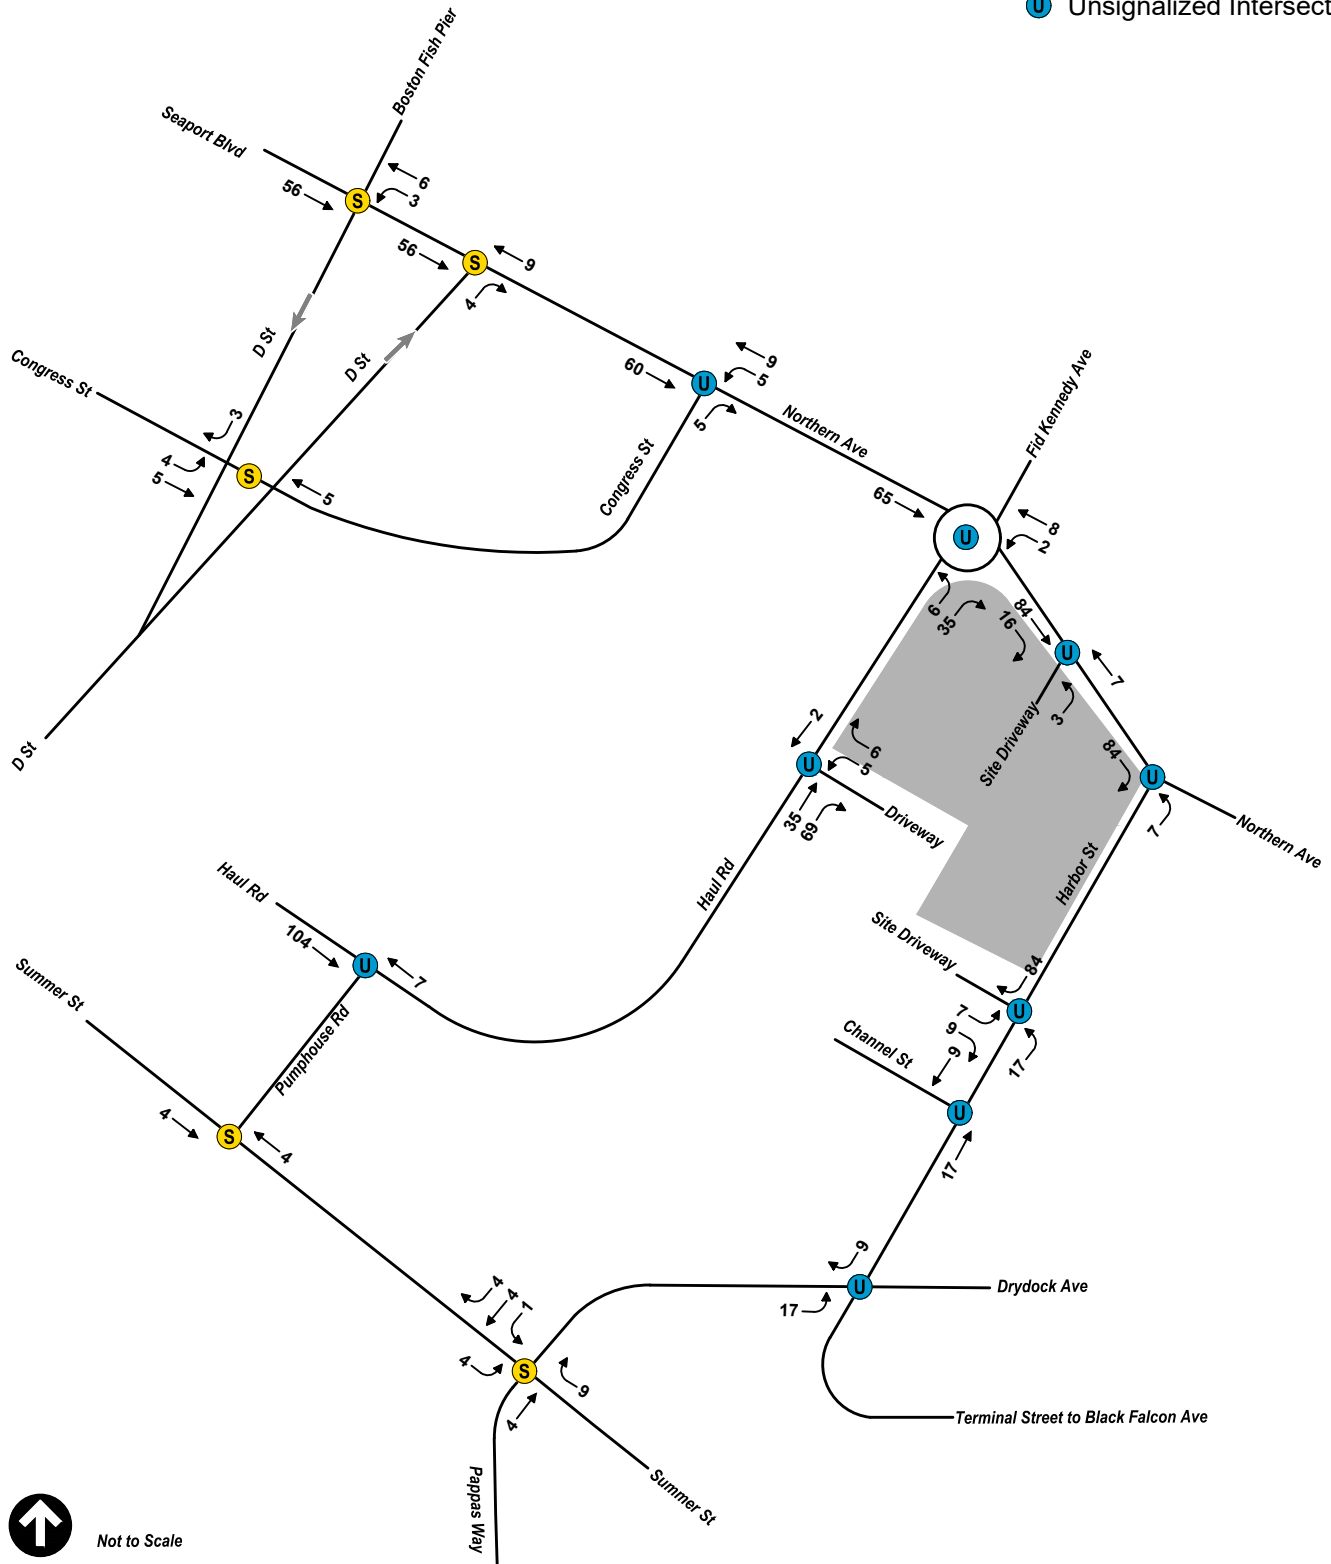 U Unsignalized Intersect
Boston Fish Pier
Seaport Blvd
6
56
S
3
56
S
9
4
D St
D St
9
60
U
5
5
Northern Ave
Fid Kennedy Ave
Congress St
3
4
5
S
5
Congress St
65
U
8
2
6
35
16
84
U
7
3
Site Driveway
D St
2
6
U
5
35
69
Driveway
84
U
7
Northern Ave
Harbor St
Haul Rd
Haul Rd
104
U
7
Site Driveway
84
7
U
9
17
Summer St
Pumphouse Rd
Channel St
9
U
17
4
S
4
9
17
U
Drydock Ave
4
4
1
4
S
9
4
Terminal Street to Black Falcon Ave
Pappas Way
Summer St
Not to Scale